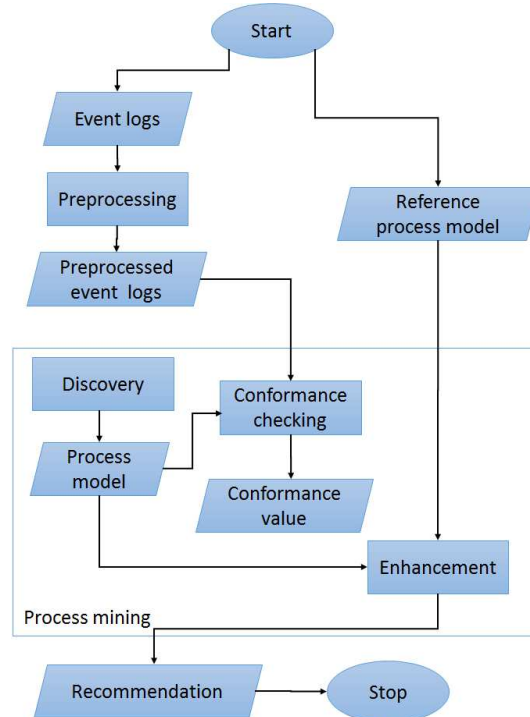 Start
Event logs
Preprocessing
Reference
process model
Preprocessed
event logs
Discovery
Conformance
checking
Process
model
Conformance
value
Enhancement
Process mining
Recommendation
Stop